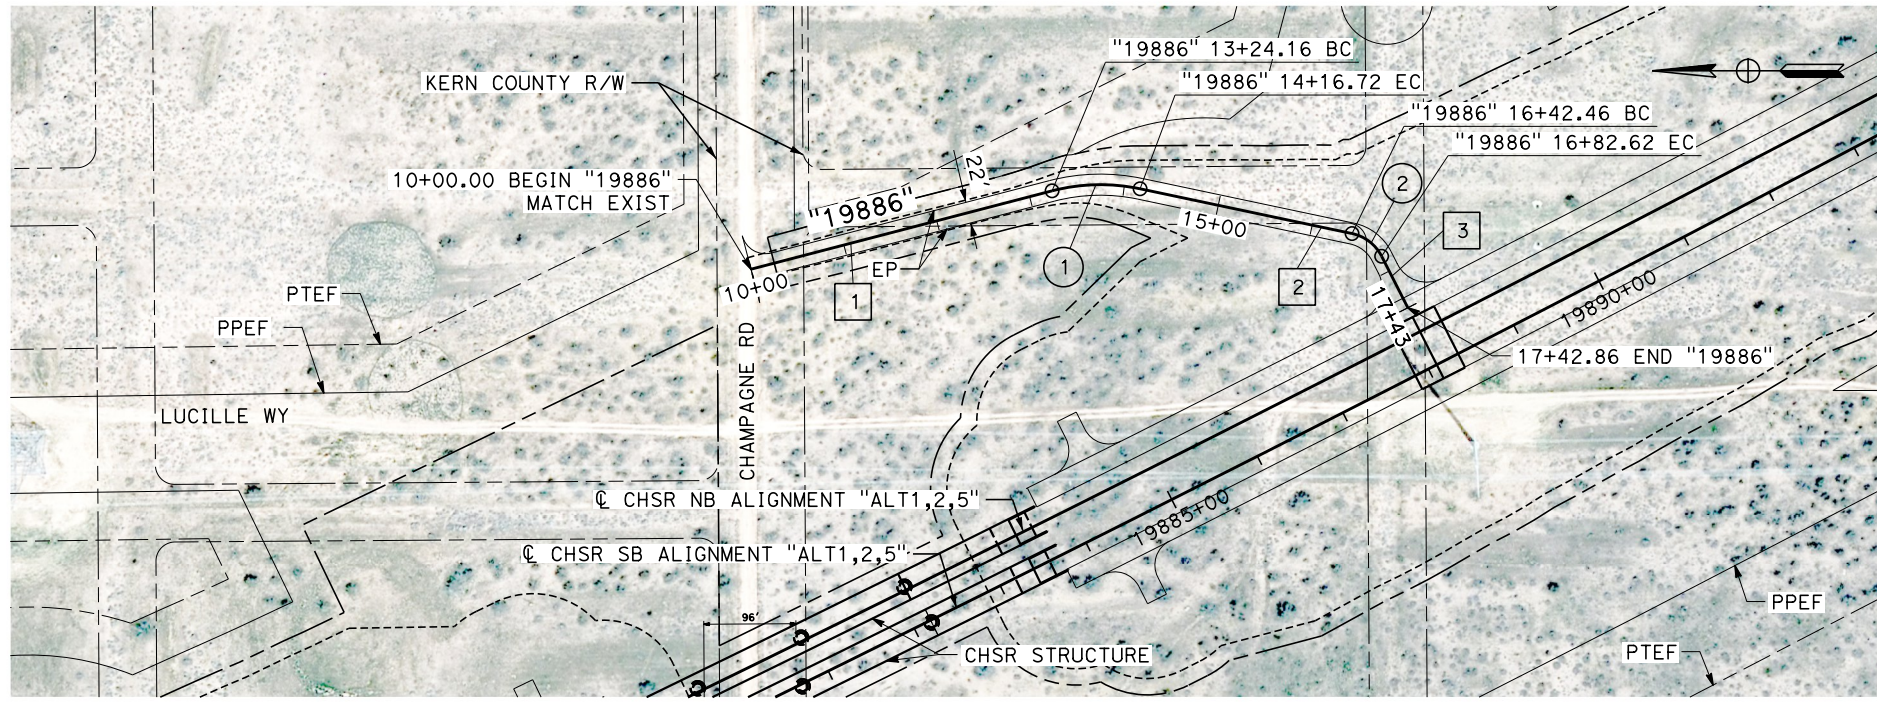 "19886" 13+24.16 BC
KERN COUNTY R/W
"19886" 14+16.72 EC
"19886" 16+42.46 BC
"19886" 16+82.62 EC
10+00.00 BEGIN "19886"
MATCH EXIST
22'
2
"19886"
15+00
3
EP
1
10+00
1
2
PTEF
PPEF
17+43
19890+00
17+42.86 END "19886"
LUCILLE WY
CHAMPAGNE RD
℄ CHSR NB ALIGNMENT "ALT1,2,5"
19885+00
℄ CHSR SB ALIGNMENT "ALT1,2,5"
96'
PPEF
CHSR STRUCTURE
PTEF